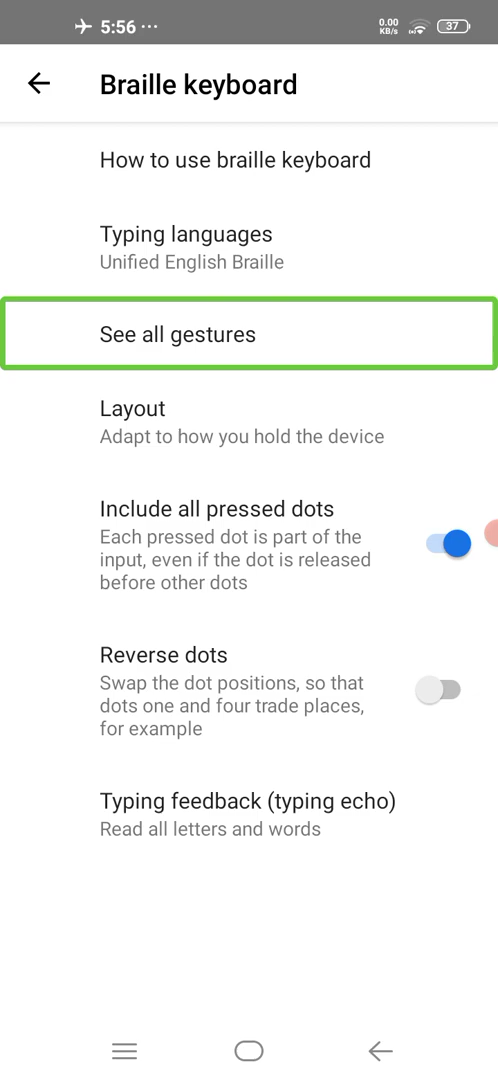 5:56 ...
0.00
KB/s
37
Braille keyboard
How to use braille keyboard
Typing languages
Unified English Braille
See all gestures
Layout
Adapt to how you hold the device
Include all pressed dots
Each pressed dot is part of the
input, even if the dot is released
before other dots
Reverse dots
Swap the dot positions, so that
dots one and four trade places,
for example
Typing feedback (typing echo)
Read all letters and words